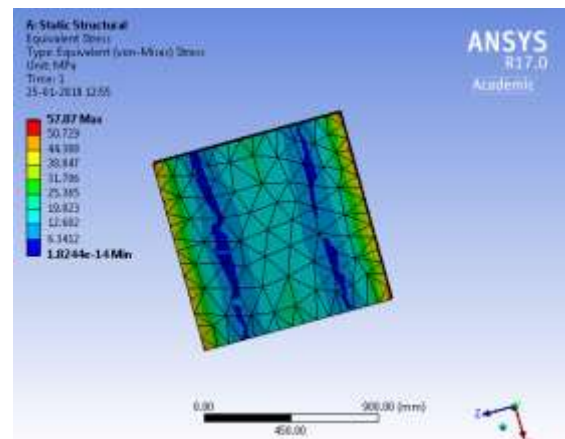 A: Static Structural
Equivalent Stress
Type: Equivalent (von-Mises) Stress
Unit: MPa
Time: 1
25-01-2018 12:55
57.07 Max
50.729
44.388
38.047
31.706
25.365
19.023
12.682
6.3412
1.8244e-14 Min
ANSYS
R17.0
Academic
0.00
900.00 (mm)
450.00
Z